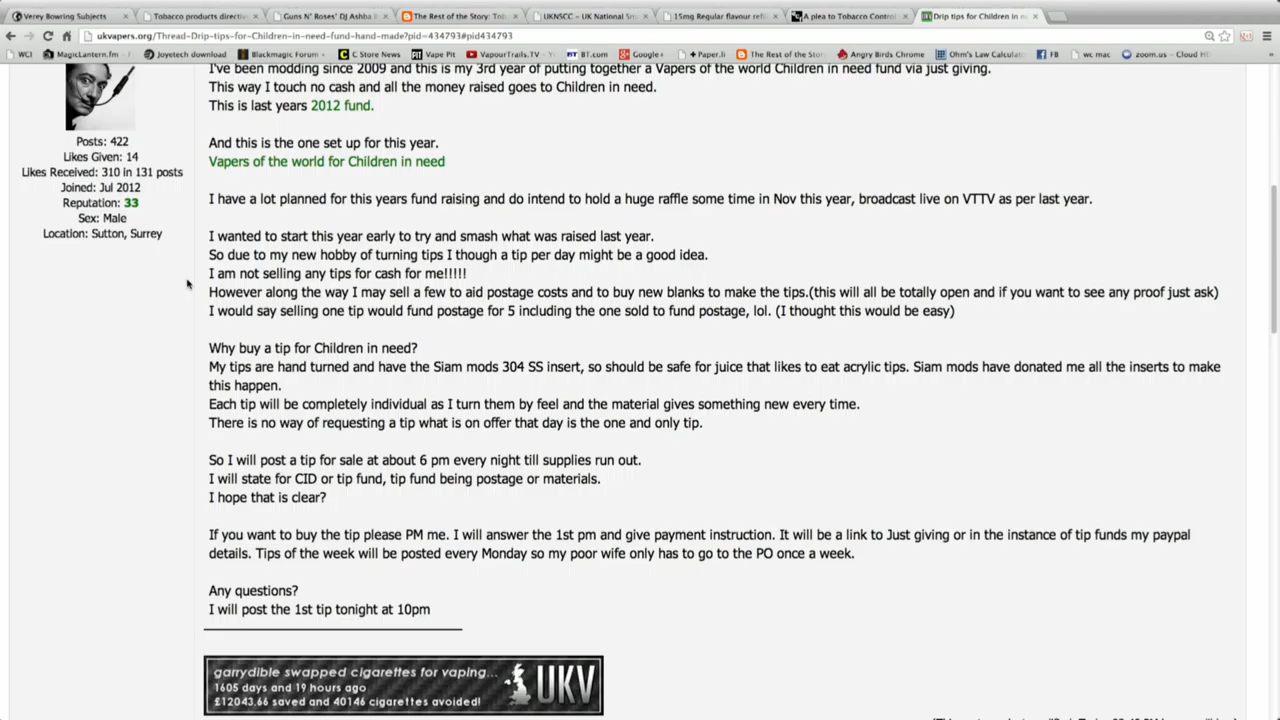 Verey Bowring Subjects
Tobacco products directiv
Guns N' Roses' DJ Ashba
The Rest of the Story: Tob
UKNSCC – UK National Sm
15mg Regular flavour refil
A plea to Tobacco Control
Drip tips for Children in ne
ukvapers.org/Thread-Drip-tips-for-Children-in-need-fund-hand-made?pid=434793#pid434793
WCI
MagicLantern.fm
Joyetech download
Blackmagic Forum •
C Store News
Vape Pit
VapourTrails.TV
BT.com
Google+
+ Paper.li
The Rest of the Story
Angry Birds Chrome
Ohm's Law Calculat
FB
wc mac
zoom.us – Cloud H
I've been modding since 2009 and this is my 3rd year of putting together a Vapers of the world Children in need fund via just giving.
This way I touch no cash and all the money raised goes to Children in need.
This is last years 2012 fund.
And this is the one set up for this year.
Vapers of the world for Children in need
Posts: 422
Likes Given: 14
Likes Received: 310 in 131 posts
Joined: Jul 2012
Reputation: 33
Sex: Male
Location: Sutton, Surrey
I have a lot planned for this years fund raising and do intend to hold a huge raffle some time in Nov this year, broadcast live on VTTV as per last year.
I wanted to start this year early to try and smash what was raised last year.
So due to my new hobby of turning tips I though a tip per day might be a good idea.
I am not selling any tips for cash for me!!!!!
However along the way I may sell a few to aid postage costs and to buy new blanks to make the tips.(this will all be totally open and if you want to see any proof just ask)
I would say selling one tip would fund postage for 5 including the one sold to fund postage, lol. (I thought this would be easy)
Why buy a tip for Children in need?
My tips are hand turned and have the Siam mods 304 SS insert, so should be safe for juice that likes to eat acrylic tips. Siam mods have donated me all the inserts to make
this happen.
Each tip will be completely individual as I turn them by feel and the material gives something new every time.
There is no way of requesting a tip what is on offer that day is the one and only tip.
So I will post a tip for sale at about 6 pm every night till supplies run out.
I will state for CID or tip fund, tip fund being postage or materials.
I hope that is clear?
If you want to buy the tip please PM me. I will answer the 1st pm and give payment instruction. It will be a link to Just giving or in the instance of tip funds my paypal
details. Tips of the week will be posted every Monday so my poor wife only has to go to the PO once a week.
Any questions?
I will post the 1st tip tonight at 10pm
garrydible swapped cigarettes for vaping...
1605 days and 19 hours ago
£12043.66 saved and 40146 cigarettes avoided!
UKV